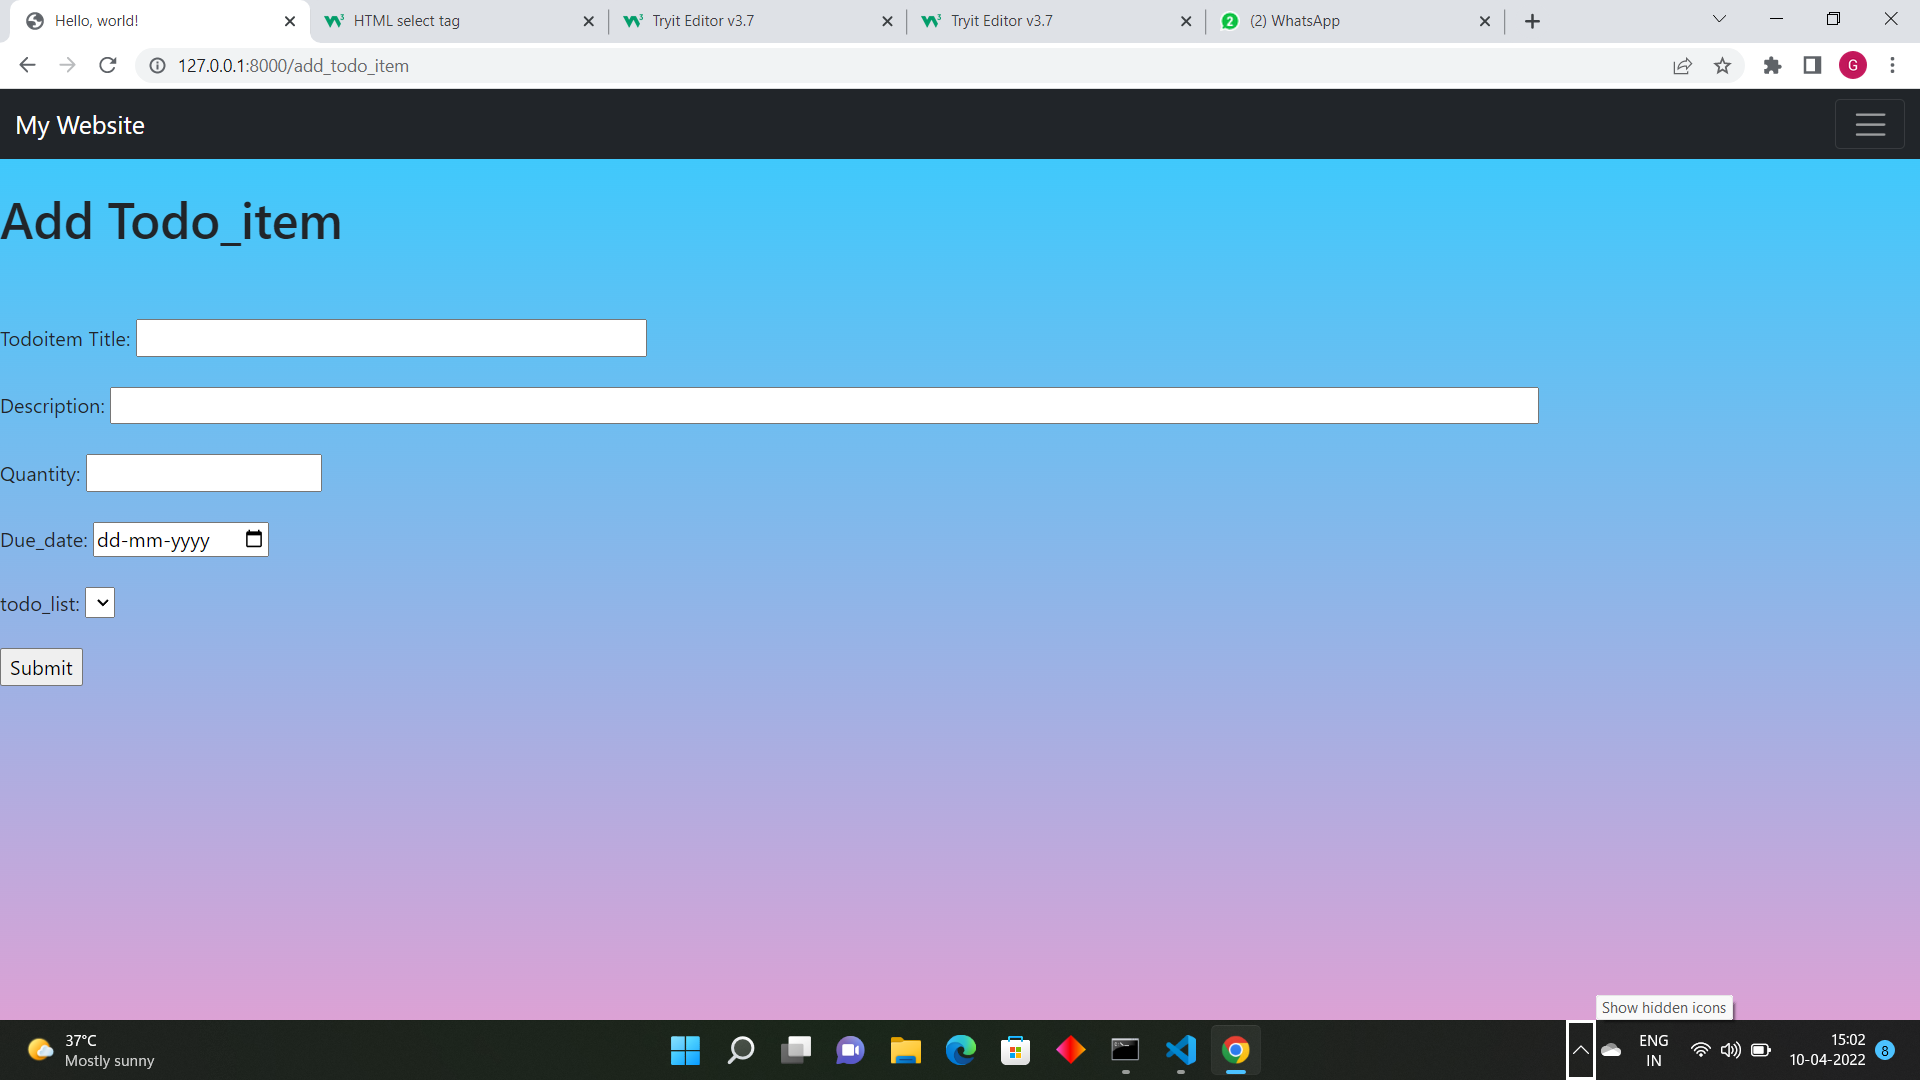 Hello, world!
HTML select tag
Tryit Editor v3.7
Tryit Editor v3.7
2
(2) WhatsApp
127.0.0.1:8000/add_todo_item
G
My Website
Add Todo_item
Todoitem Title:
Description:
Quantity:
Due_date: dd-mm-yyyy
todo_list:
Submit
Show hidden icons
37°C
Mostly sunny
ENG
IN
15:02
10-04-2022
8